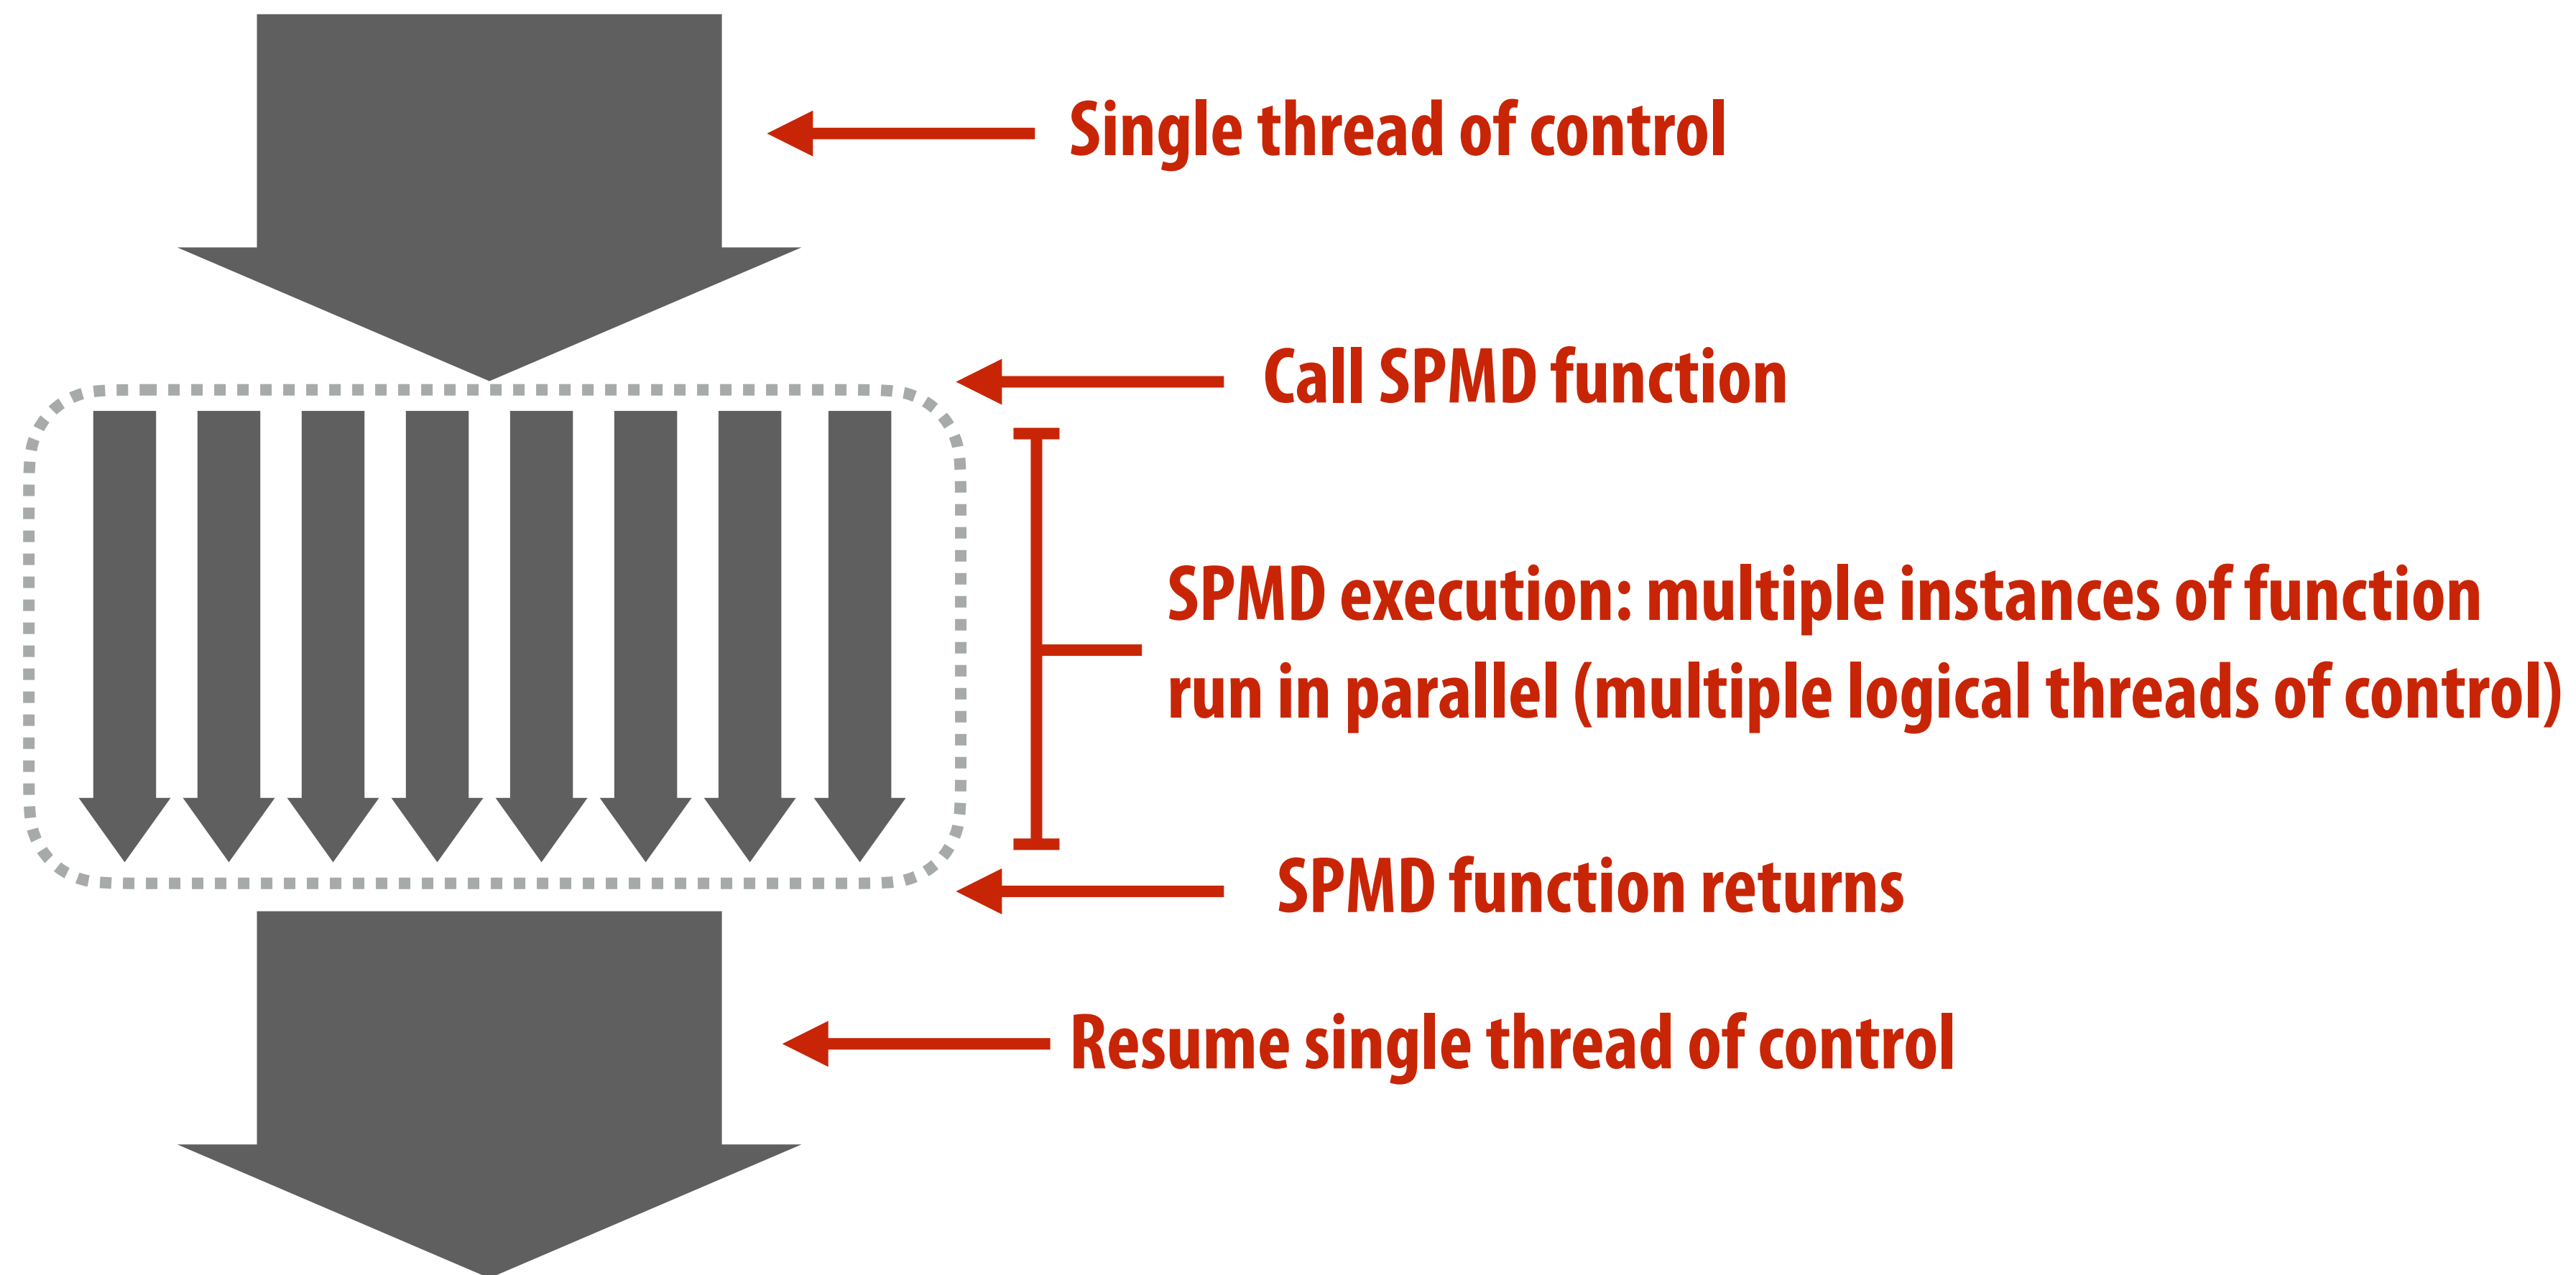 Single thread of control
Call SPMD function
SPMD execution: multiple instances of function
run in parallel (multiple logical threads of control)
SPMD function returns
Resume single thread of control